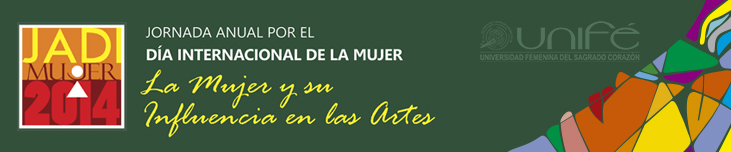 JADI
MUJER
2014
JORNADA ANUAL POR EL
DÍA INTERNACIONAL DE LA MUJER
La Mujer y su
Influencia en las Artes
unifé
UNIVERSIDAD FEMENINA DEL SAGRADO CORAZÓN